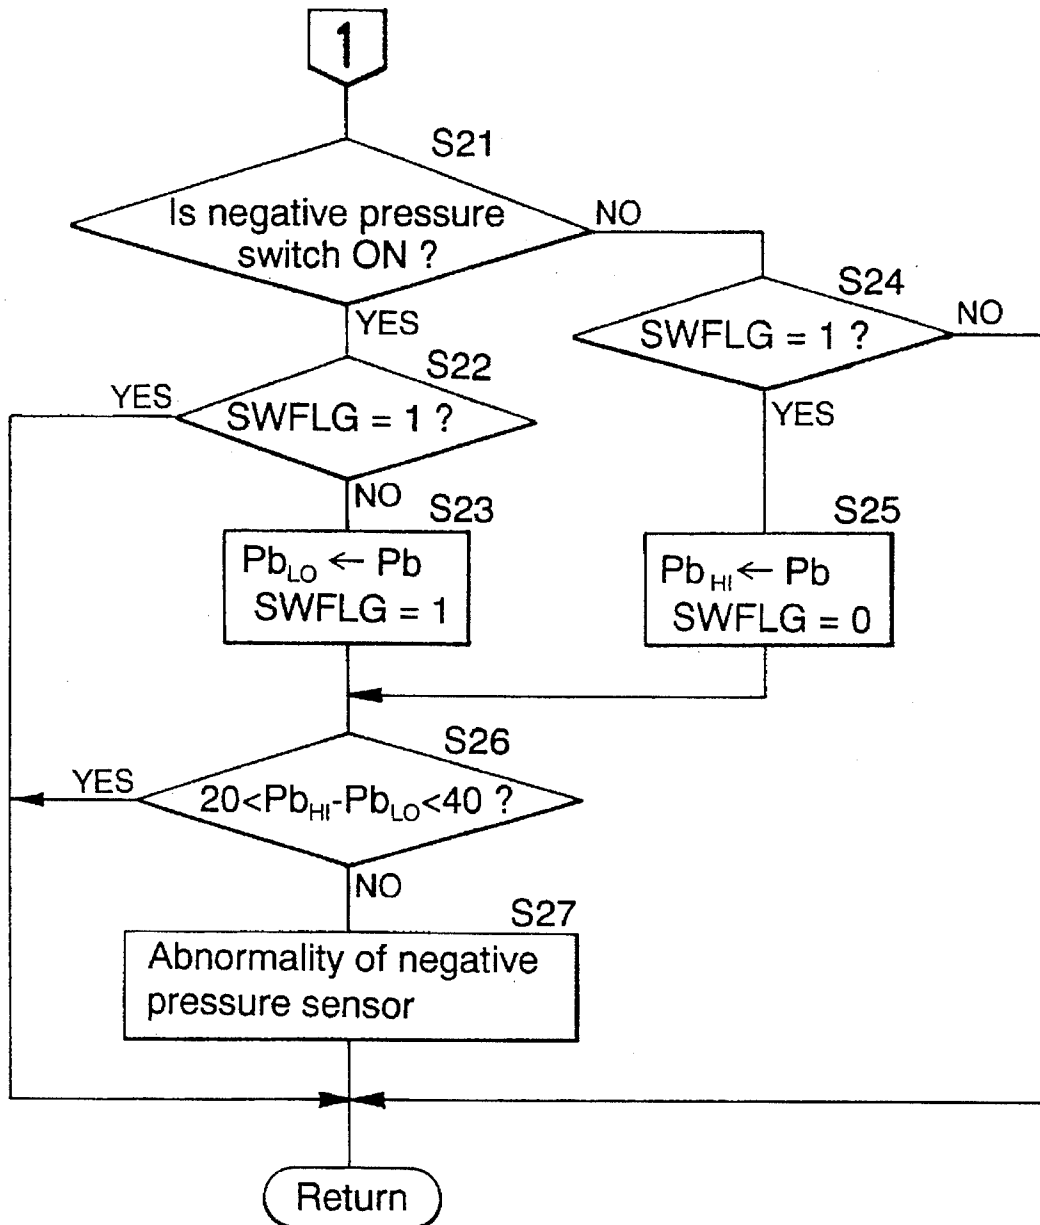 1
S21
Is negative pressure
switch ON ?
NO
YES
S24
SWFLG = 1 ?
NO
YES
S22
YES
SWFLG = 1 ?
NO
S23
Pb_LO ← Pb
SWFLG = 1
S25
Pb_HI ← Pb
SWFLG = 0
S26
YES
20<Pb_HI-Pb_LO<40 ?
NO
S27
Abnormality of negative
pressure sensor
Return